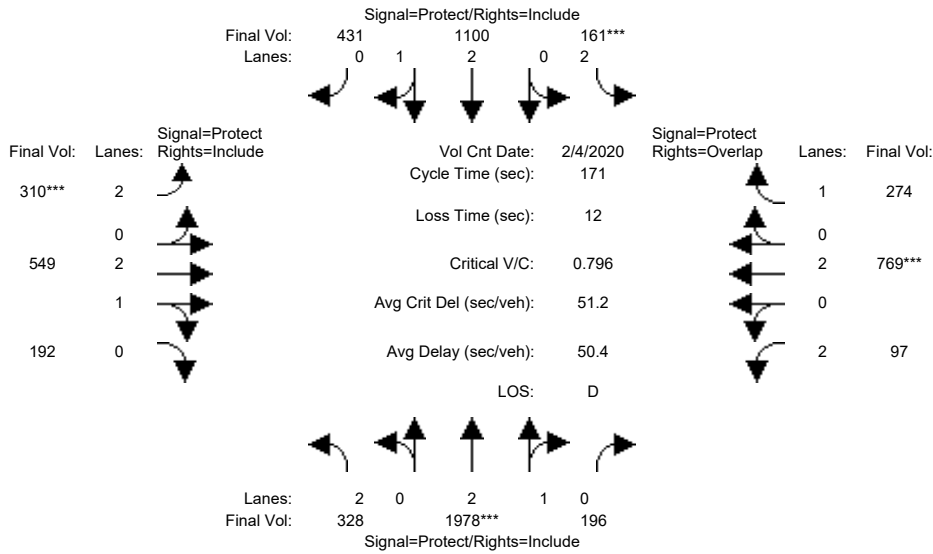 Signal=Protect/Rights=Include
Final Vol: 431 1100 161***
Lanes: 0 1 2 0 2
Signal=Protect
Final Vol: Lanes: Rights=Include
Vol Cnt Date: 2/4/2020
Signal=Protect
Rights=Overlap Lanes: Final Vol:
Cycle Time (sec): 171
310*** 2
1 274
Loss Time (sec): 12
0
0
549 2
Critical V/C: 0.796
2 769***
1
Avg Crit Del (sec/veh): 51.2
0
192 0
Avg Delay (sec/veh): 50.4
2 97
LOS: D
Lanes: 2 0 2 1 0
Final Vol: 328 1978*** 196
Signal=Protect/Rights=Include